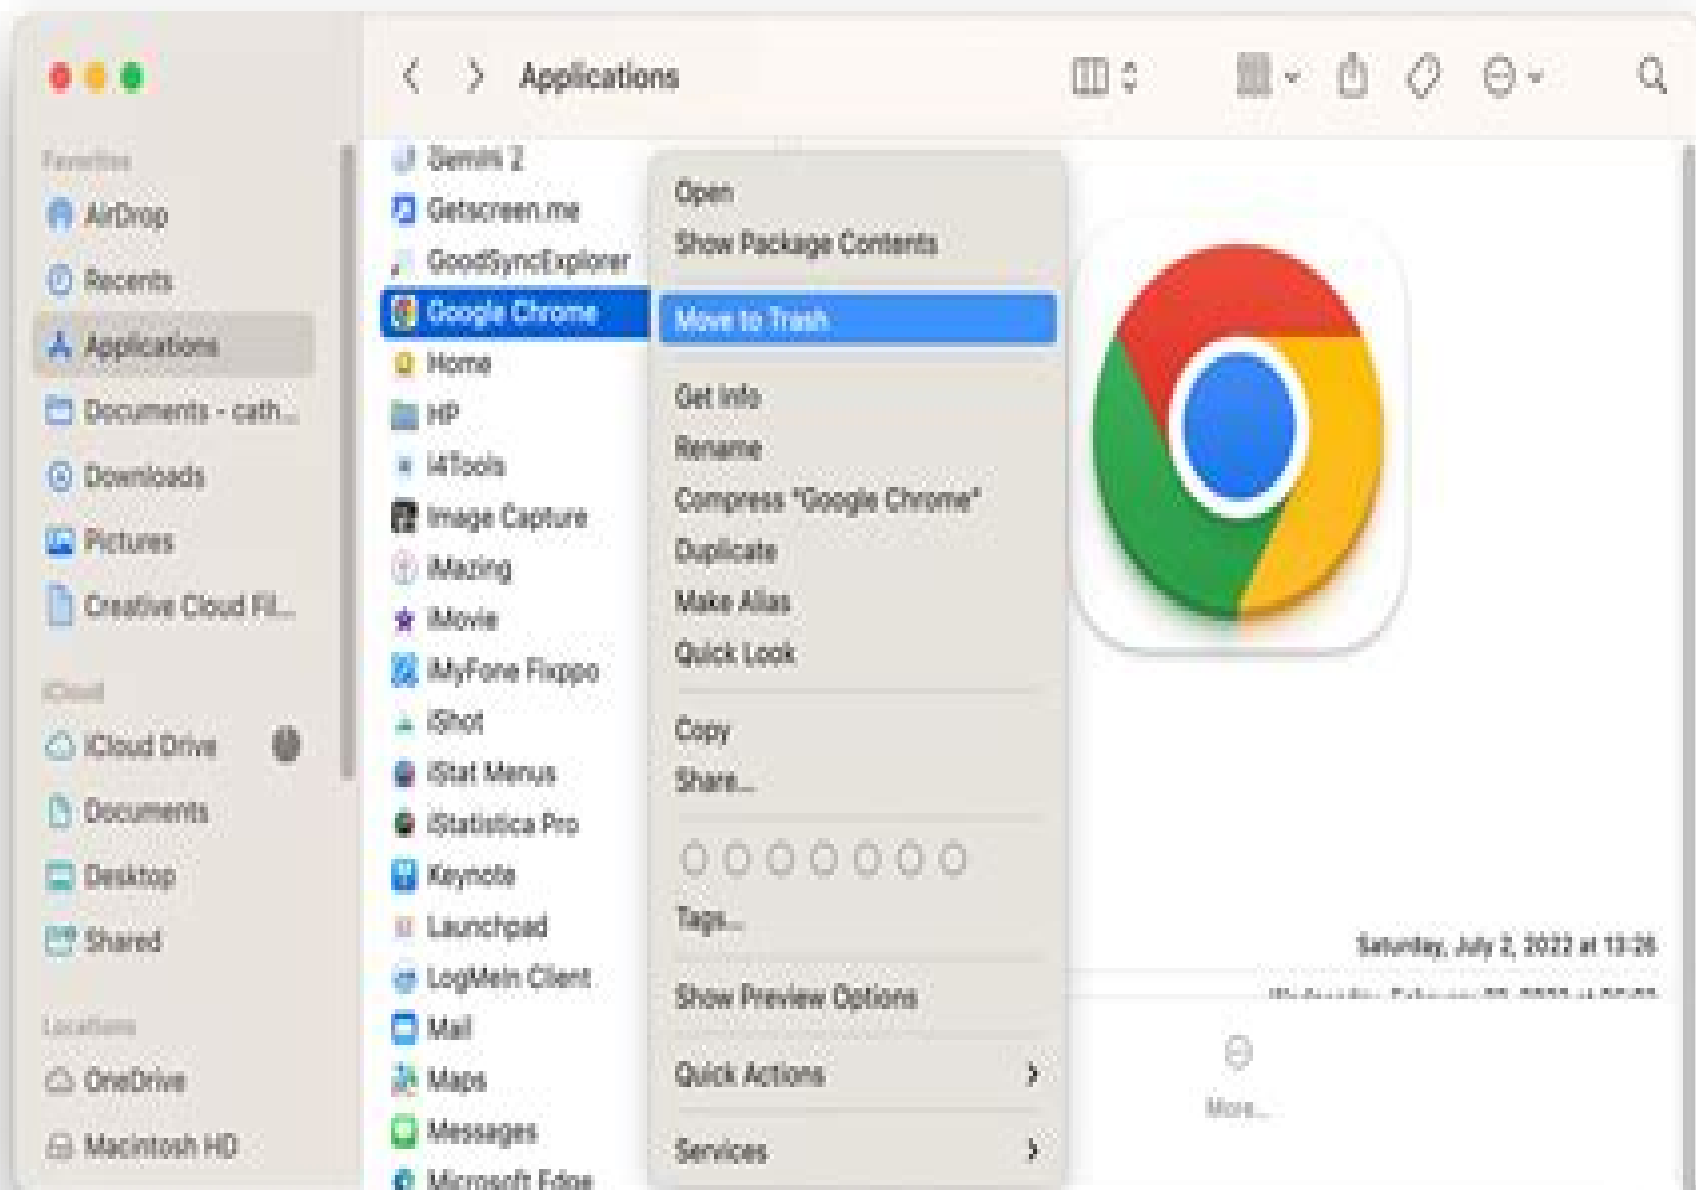 Applications
Favorites
AirDrop
Recents
Applications
Documents - cath...
Downloads
Pictures
Creative Cloud Fil...
iCloud
iCloud Drive
Documents
Desktop
Shared
Locations
OneDrive
Macintosh HD
Gemini 2
Getscreen.me
GoodSyncExplorer
Google Chrome
Home
HP
i4Tools
Image Capture
iMazing
iMovie
iMyFone Fixppo
iShot
iStat Menus
iStatistica Pro
Keynote
Launchpad
LogMeIn Client
Mail
Maps
Messages
Microsoft Edge
Open
Show Package Contents
Move to Trash
Get Info
Rename
Compress "Google Chrome"
Duplicate
Make Alias
Quick Look
Copy
Share...
Tags...
Show Preview Options
Quick Actions
Services
Saturday, July 2, 2022 at 13:26
More...